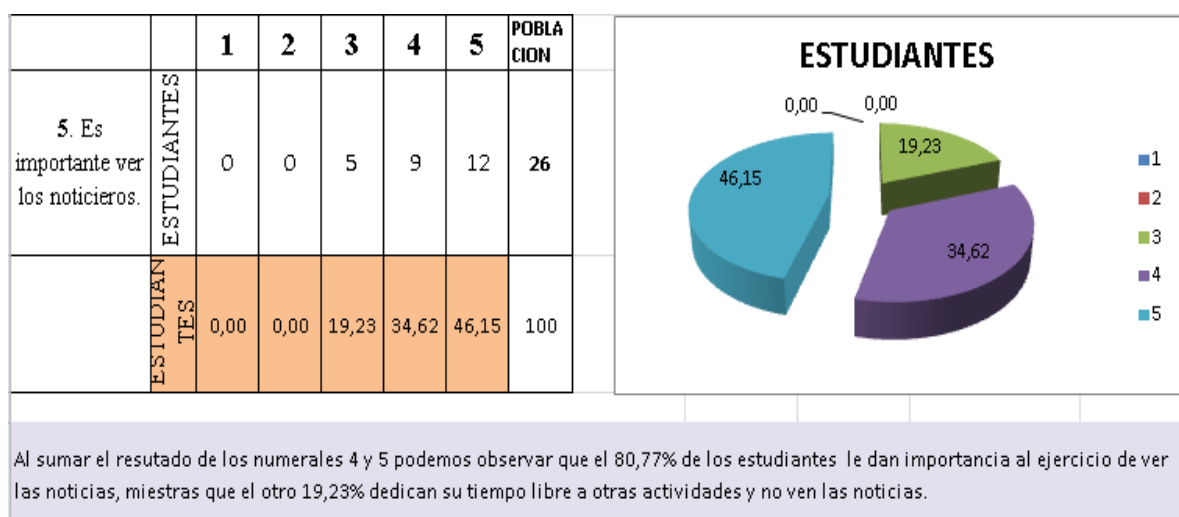 1 2 3 4 5 POBLA
CION
5. Es
importante ver
los noticieros.
ESTUDIANTES
0 0 5 9 12 26
ESTUDIAN
TES
0,00 0,00 19,23 34,62 46,15 100
ESTUDIANTES
0,00 0,00
19,23
46,15
34,62
1
2
3
4
5
Al sumar el resutado de los numerales 4 y 5 podemos observar que el 80,77% de los estudiantes le dan importancia al ejercicio de ver
las noticias, miestras que el otro 19,23% dedican su tiempo libre a otras actividades y no ven las noticias.